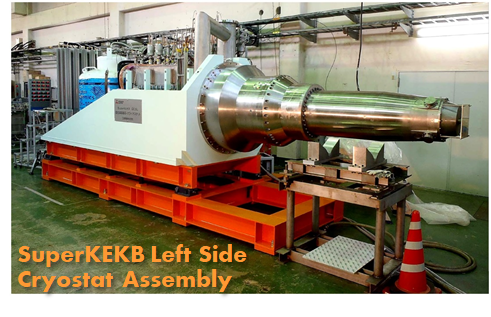 SuperKEKB Left Side
Cryostat Assembly